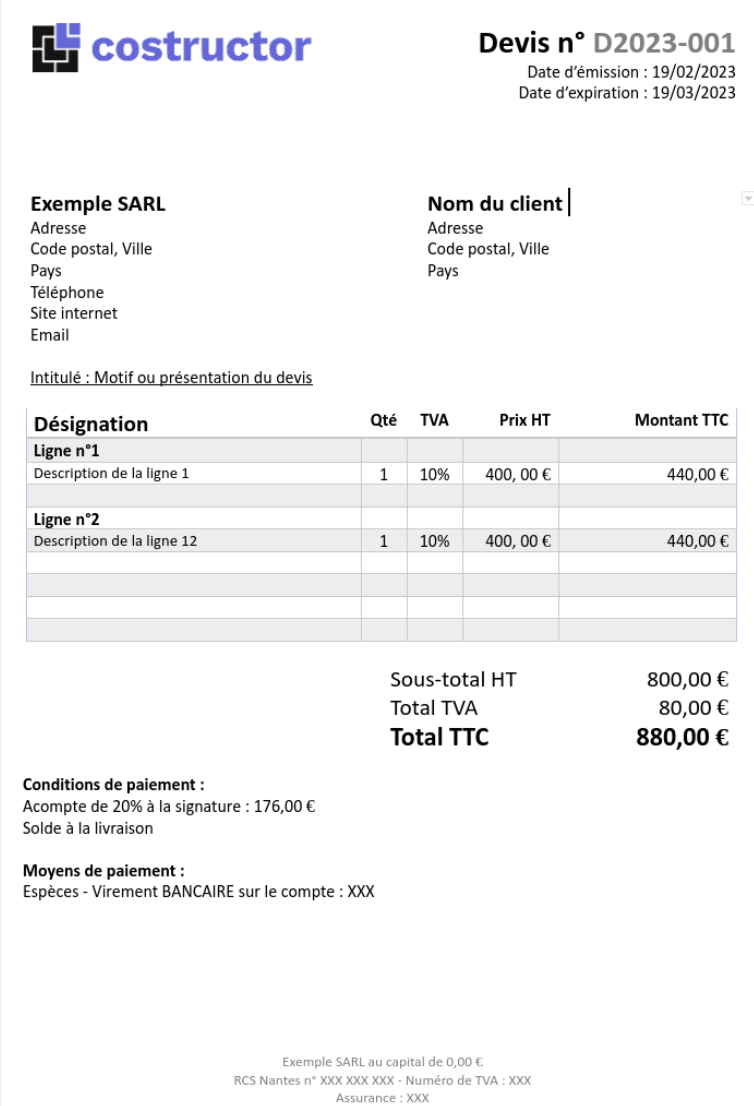 costructor
Devis n° D2023-001
Date d'émission : 19/02/2023
Date d'expiration : 19/03/2023
Exemple SARL
Adresse
Code postal, Ville
Pays
Téléphone
Site internet
Email
Nom du client
Adresse
Code postal, Ville
Pays
Intitulé : Motif ou présentation du devis
Désignation Qté TVA Prix HT Montant TTC
Ligne n°1
Description de la ligne 1 1 10% 400, 00 € 440,00 €
Ligne n°2
Description de la ligne 12 1 10% 400, 00 € 440,00 €
Sous-total HT 800,00 €
Total TVA 80,00 €
Total TTC 880,00 €
Conditions de paiement :
Acompte de 20% à la signature : 176,00 €
Solde à la livraison
Moyens de paiement :
Espèces - Virement BANCAIRE sur le compte : XXX
Exemple SARL au capital de 0,00 €
RCS Nantes n° XXX XXX XXX - Numéro de TVA : XXX
Assurance : XXX